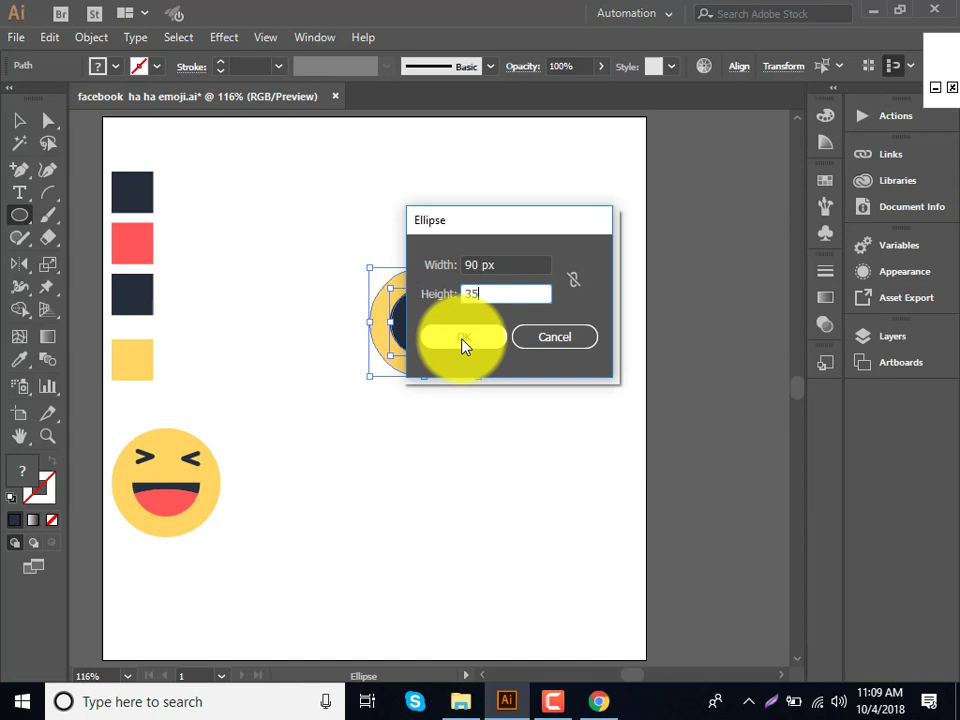 Ai
Br
St
Automation
Search Adobe Stock
File
Edit
Object
Type
Select
Effect
View
Window
Help
Path
?
Stroke:
Basic
Opacity:
100%
Style:
Align
Transform
facebook ha ha emoji.ai* @ 116% (RGB/Preview)
Actions
Links
Libraries
Document Info
Variables
Appearance
Asset Export
Layers
Artboards
Ellipse
Width:
90 px
Height:
35
OK
Cancel
?
116%
1
Ellipse
Type here to search
Ai
11:09 AM
10/4/2018